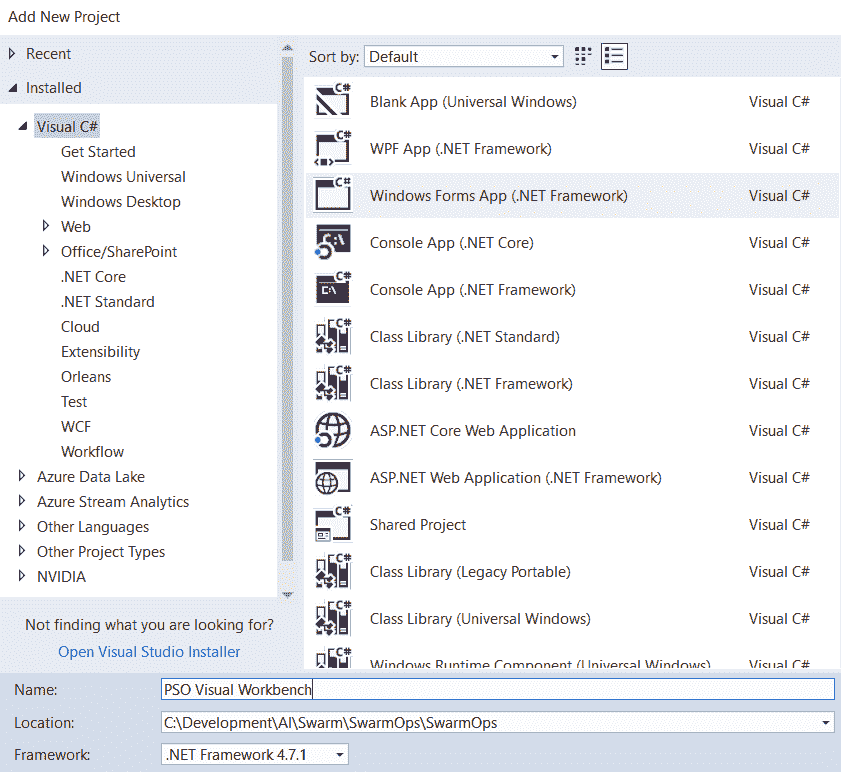 Add New Project
Recent
Installed
Visual C#
Get Started
Windows Universal
Windows Desktop
Web
Office/SharePoint
.NET Core
.NET Standard
Cloud
Extensibility
Orleans
Test
WCF
Workflow
Azure Data Lake
Azure Stream Analytics
Other Languages
Other Project Types
NVIDIA
Not finding what you are looking for?
Open Visual Studio Installer
Sort by: Default
Blank App (Universal Windows) Visual C#
WPF App (.NET Framework) Visual C#
Windows Forms App (.NET Framework) Visual C#
Console App (.NET Core) Visual C#
Console App (.NET Framework) Visual C#
Class Library (.NET Standard) Visual C#
Class Library (.NET Framework) Visual C#
ASP.NET Core Web Application Visual C#
ASP.NET Web Application (.NET Framework) Visual C#
Shared Project Visual C#
Class Library (Legacy Portable) Visual C#
Class Library (Universal Windows) Visual C#
Windows Runtime Component (Universal Windows) Visual C#
Name: PSO Visual Workbench
Location: C:\Development\AI\Swarm\SwarmOps\SwarmOps
Framework: .NET Framework 4.7.1